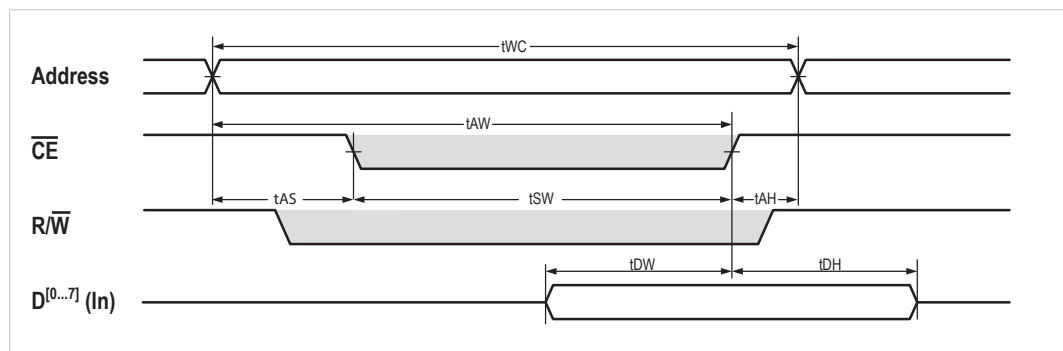 tWC
Address
tAW
CE
tAS tSW tAH
R/W
tDW tDH
D[0...7] (In)